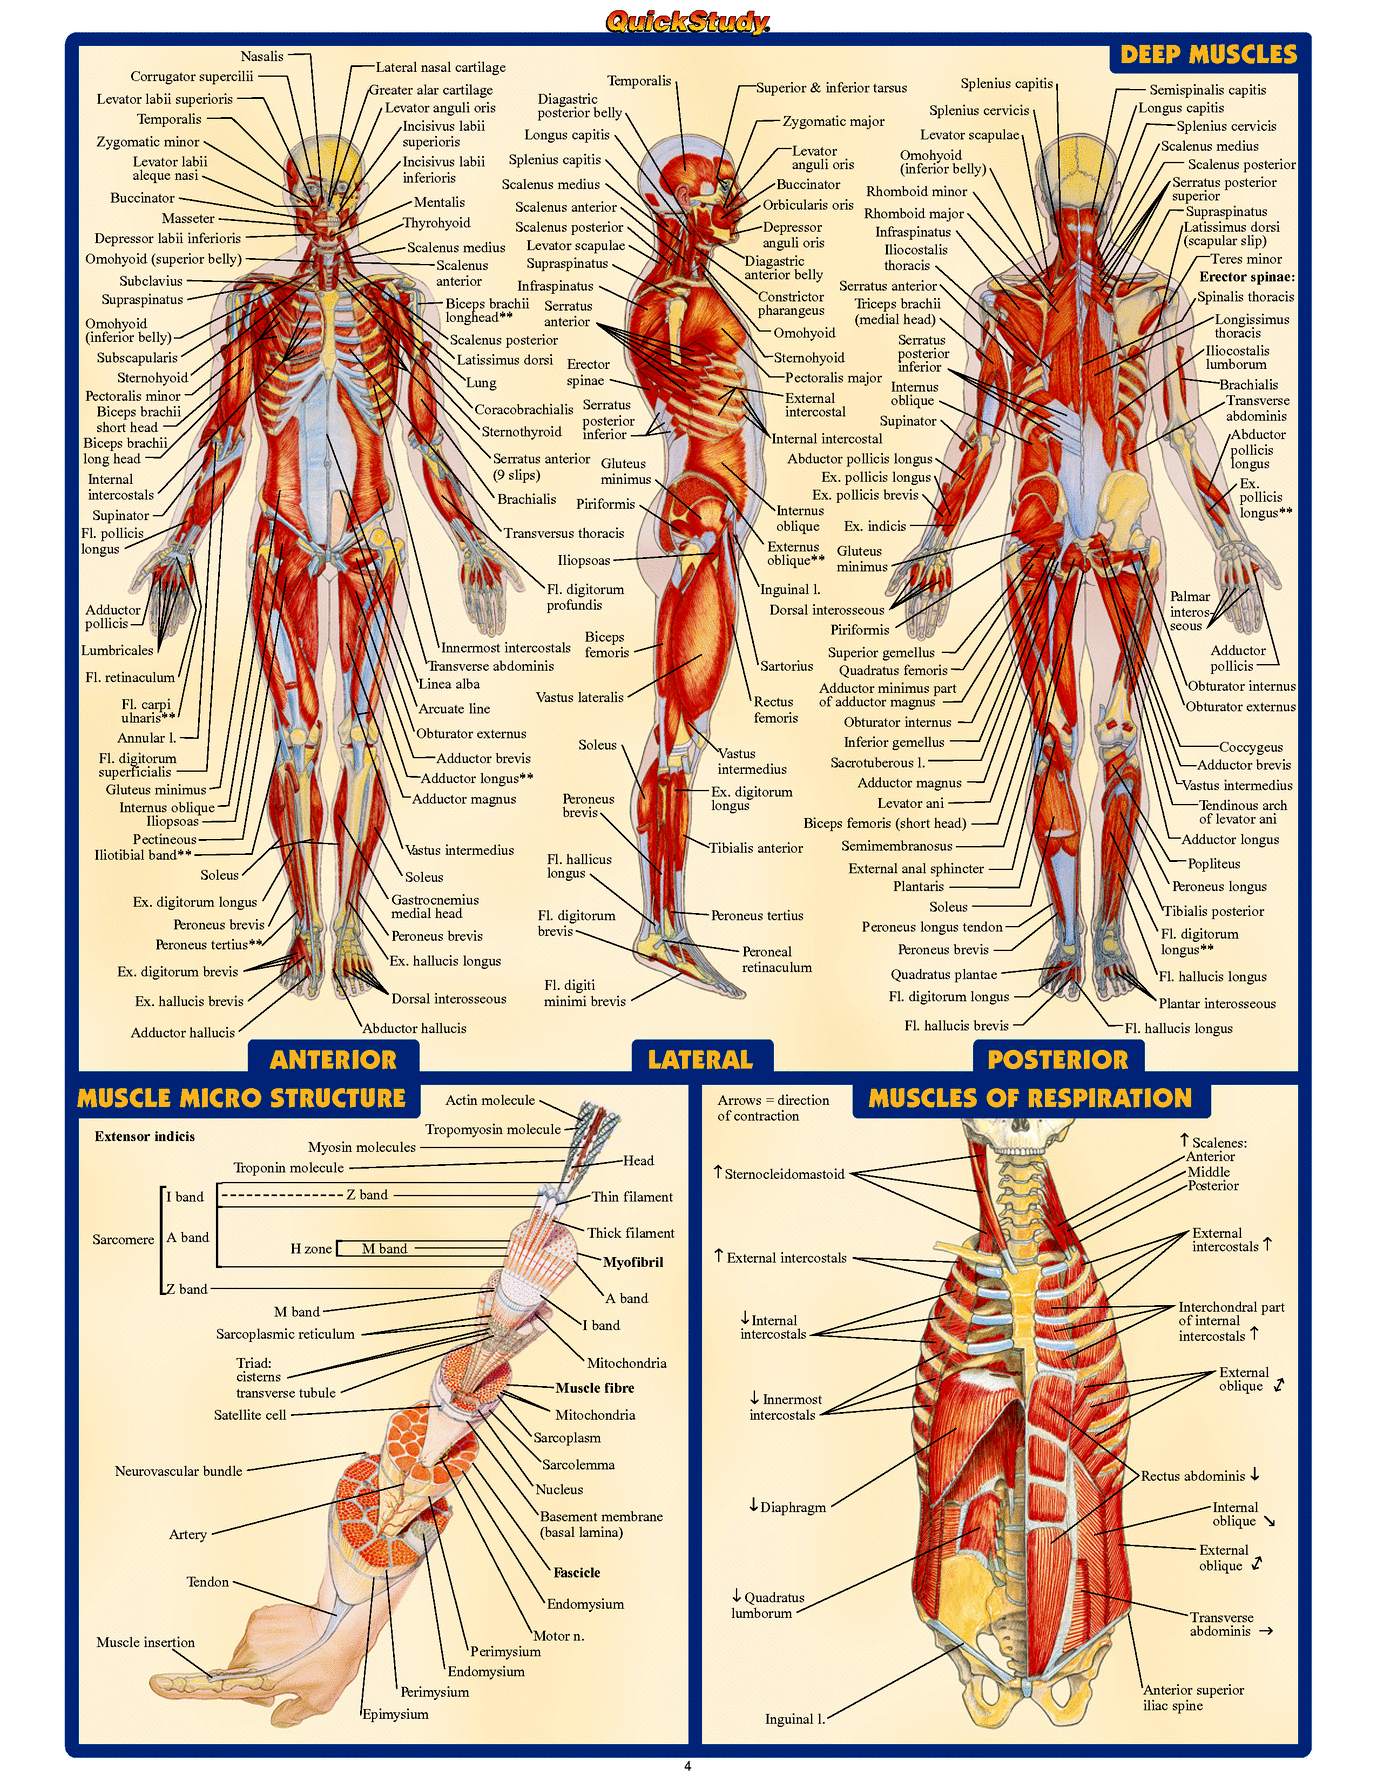 QuickStudy
DEEP MUSCLES
Nasalis
Corrugator supercilii
Levator labii superioris
Temporalis
Zygomatic minor
Levator labii
aleque nasi
Buccinator
Masseter
Depressor labii inferioris
Omohyoid (superior belly)
Subclavius
Supraspinatus
Omohyoid
(inferior belly)
Subscapularis
Sternohyoid
Pectoralis minor
Biceps brachii
short head
Biceps brachii
long head
Internal
intercostals
Supinator
Fl. pollicis
longus
Adductor
pollicis
Lumbricales
Fl. retinaculum
Fl. carpi
ulnaris**
Annular l.
Fl. digitorum
superficialis
Gluteus minimus
Internus oblique
Iliopsoas
Pectineous
Iliotibial band**
Soleus
Ex. digitorum longus
Peroneus brevis
Peroneus tertius**
Ex. digitorum brevis
Ex. hallucis brevis
Adductor hallucis
Lateral nasal cartilage
Greater alar cartilage
Levator anguli oris
Incisivus labii
superioris
Incisivus labii
inferioris
Mentalis
Thyrohyoid
Scalenus medius
Scalenus
anterior
Biceps brachii
longhead**
Scalenus posterior
Latissimus dorsi
Lung
Coracobrachialis
Sternothyroid
Serratus anterior
(9 slips)
Brachialis
Transversus thoracis
Fl. digitorum
profundis
Innermost intercostals
Transverse abdominis
Linea alba
Arcuate line
Obturator externus
Adductor brevis
Adductor longus**
Adductor magnus
Vastus intermedius
Soleus
Gastrocnemius
medial head
Peroneus brevis
Ex. hallucis longus
Dorsal interosseous
Abductor hallucis
ANTERIOR
Temporalis
Diagastric
posterior belly
Longus capitis
Splenius capitis
Scalenus medius
Scalenus anterior
Scalenus posterior
Levator scapulae
Supraspinatus
Infraspinatus
Serratus
anterior
Erector
spinae
Serratus
posterior
inferior
Gluteus
minimus
Piriformis
Iliopsoas
Biceps
femoris
Vastus lateralis
Soleus
Peroneus
brevis
Fl. hallicus
longus
Fl. digitorum
brevis
Fl. digiti
minimi brevis
Superior & inferior tarsus
Zygomatic major
Levator
anguli oris
Buccinator
Orbicularis oris
Depressor
anguli oris
Diagastric
anterior belly
Constrictor
pharangeus
Omohyoid
Sternohyoid
Pectoralis major
External
intercostal
Internal intercostal
Internus
oblique
Externus
oblique**
Inguinal l.
Sartorius
Rectus
femoris
Vastus
intermedius
Ex. digitorum
longus
Tibialis anterior
Peroneus tertius
Peroneal
retinaculum
LATERAL
Splenius capitis
Splenius cervicis
Levator scapulae
Omohyoid
(inferior belly)
Rhomboid minor
Rhomboid major
Infraspinatus
Iliocostalis
thoracis
Serratus anterior
Triceps brachii
(medial head)
Serratus
posterior
inferior
Internus
oblique
Supinator
Abductor pollicis longus
Ex. pollicis longus
Ex. pollicis brevis
Ex. indicis
Gluteus
minimus
Dorsal interosseous
Piriformis
Superior gemellus
Quadratus femoris
Adductor minimus part
of adductor magnus
Obturator internus
Inferior gemellus
Sacrotuberous l.
Adductor magnus
Levator ani
Biceps femoris (short head)
Semimembranosus
External anal sphincter
Plantaris
Soleus
Peroneus longus tendon
Peroneus brevis
Quadratus plantae
Fl. digitorum longus
Fl. hallucis brevis
Semispinalis capitis
Longus capitis
Splenius cervicis
Scalenus medius
Scalenus posterior
Serratus posterior
superior
Supraspinatus
Latissimus dorsi
(scapular slip)
Teres minor
Erector spinae:
Spinalis thoracis
Longissimus
thoracis
Iliocostalis
lumborum
Brachialis
Transverse
abdominis
Abductor
pollicis
longus
Ex.
pollicis
longus**
Palmar
interos-
seous
Adductor
pollicis
Obturator internus
Obturator externus
Coccygeus
Adductor brevis
Vastus intermedius
Tendinous arch
of levator ani
Adductor longus
Popliteus
Peroneus longus
Tibialis posterior
Fl. digitorum
longus**
Fl. hallucis longus
Plantar interosseous
Fl. hallucis longus
POSTERIOR
MUSCLE MICRO STRUCTURE
Extensor indicis
Actin molecule
Tropomyosin molecule
Myosin molecules
Troponin molecule
Head
I band
Z band
Thin filament
Sarcomere
A band
Thick filament
H zone
M band
Myofibril
Z band
A band
M band
I band
Sarcoplasmic reticulum
Triad:
cisterns
transverse tubule
Mitochondria
Muscle fibre
Satellite cell
Mitochondria
Sarcoplasm
Neurovascular bundle
Sarcolemma
Nucleus
Basement membrane
(basal lamina)
Artery
Fascicle
Tendon
Endomysium
Motor n.
Muscle insertion
Perimysium
Endomysium
Perimysium
Epimysium
MUSCLES OF RESPIRATION
Arrows = direction
of contraction
↑ Sternocleidomastoid
↑ External intercostals
↓ Internal
intercostals
↓ Innermost
intercostals
↓ Diaphragm
↓ Quadratus
lumborum
Inguinal l.
↑ Scalenes:
Anterior
Middle
Posterior
External
intercostals ↑
Interchondral part
of internal
intercostals ↑
External
oblique ⤢
Rectus abdominis ↓
Internal
oblique ↘
External
oblique ⤢
Transverse
abdominis →
Anterior superior
iliac spine
4